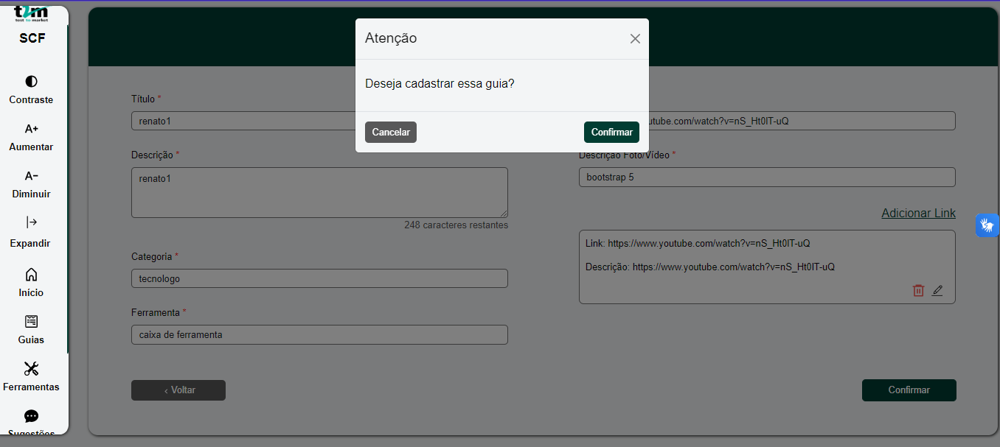 t2m
test to market
SCF
Contraste
A+
Aumentar
A-
Diminuir
Expandir
Início
Guias
Ferramentas
Sugestões
Atenção
Deseja cadastrar essa guia?
Cancelar
Confirmar
Título *
renato1
Descrição *
renato1
248 caracteres restantes
Categoria *
tecnologo
Ferramenta *
caixa de ferramenta
‹ Voltar
utube.com/watch?v=nS_Ht0IT-uQ
Descrição Foto/Vídeo *
bootstrap 5
Adicionar Link
Link: https://www.youtube.com/watch?v=nS_Ht0IT-uQ
Descrição: https://www.youtube.com/watch?v=nS_Ht0IT-uQ
Confirmar